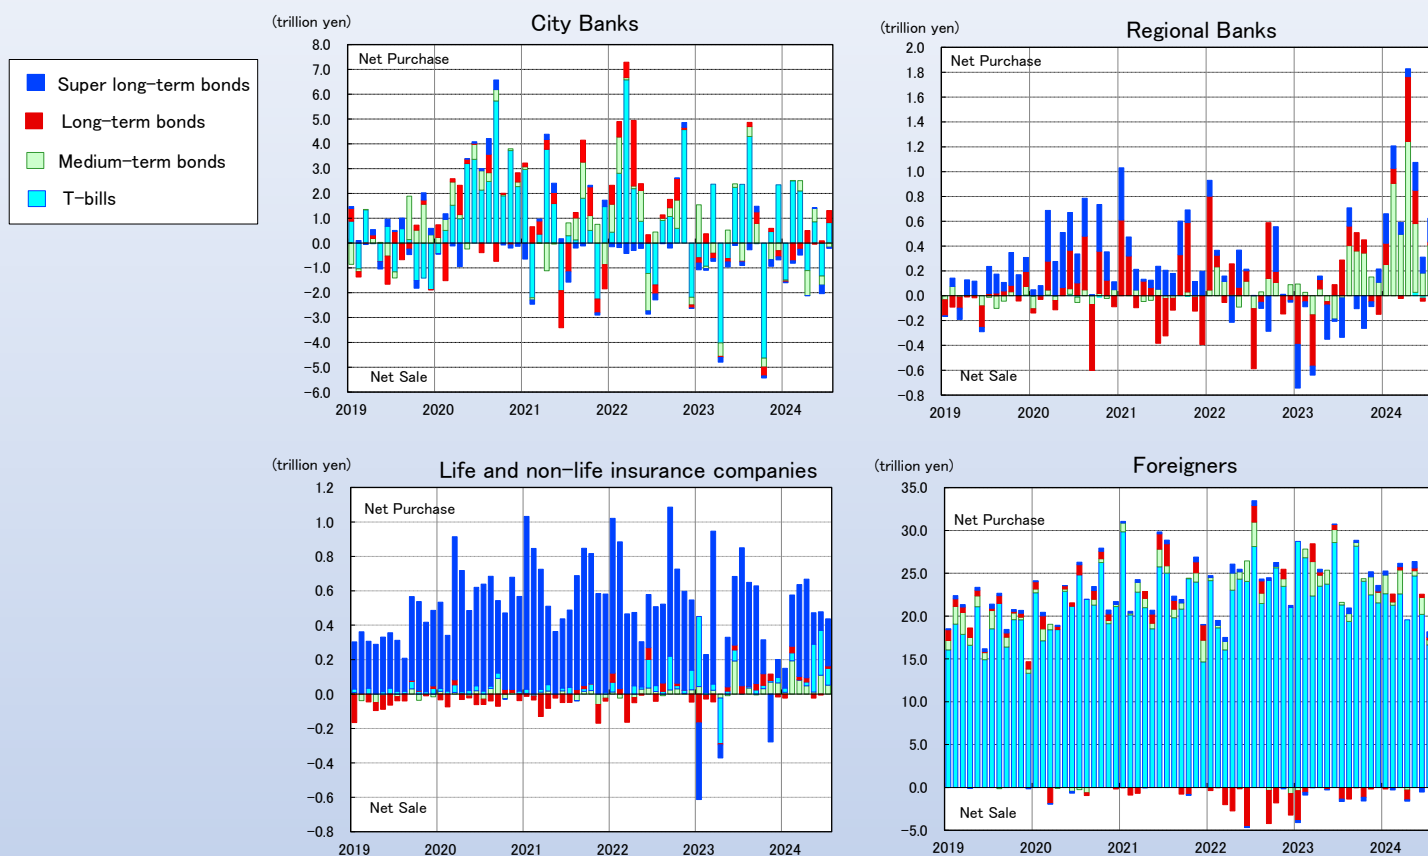 Super long-term bonds
Long-term bonds
Medium-term bonds
T-bills
(trillion yen)
City Banks
8.0
7.0
6.0
5.0
4.0
3.0
2.0
1.0
0.0
−1.0
−2.0
−3.0
−4.0
−5.0
−6.0
Net Purchase
Net Sale
2019 2020 2021 2022 2023 2024
(trillion yen)
Regional Banks
2.0
1.8
1.6
1.4
1.2
1.0
0.8
0.6
0.4
0.2
0.0
−0.2
−0.4
−0.6
−0.8
Net Purchase
Net Sale
2019 2020 2021 2022 2023 2024
(trillion yen)
Life and non-life insurance companies
1.2
1.0
0.8
0.6
0.4
0.2
0.0
−0.2
−0.4
−0.6
−0.8
Net Purchase
Net Sale
2019 2020 2021 2022 2023 2024
(trillion yen)
Foreigners
35.0
30.0
25.0
20.0
15.0
10.0
5.0
0.0
−5.0
Net Purchase
Net Sale
2019 2020 2021 2022 2023 2024